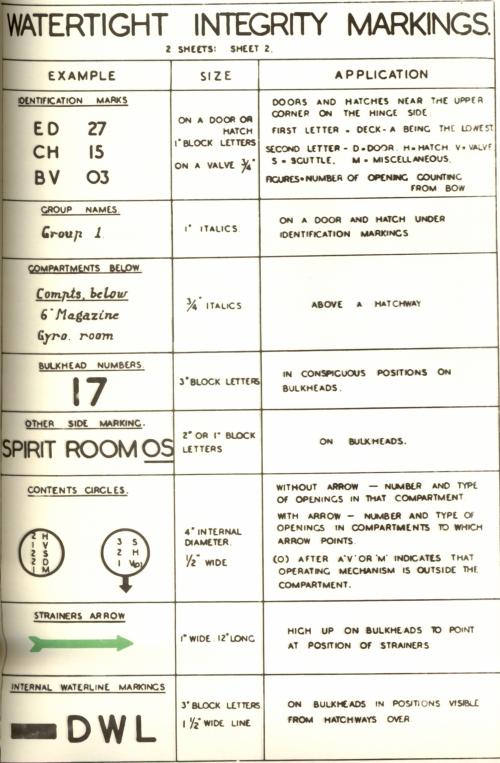 WATERTIGHT INTEGRITY MARKINGS.
2 SHEETS: SHEET 2.
EXAMPLE SIZE APPLICATION
IDENTIFICATION MARKS
ED 27
CH 15
BV 03
ON A DOOR OR
HATCH
1" BLOCK LETTERS
ON A VALVE 3/4"
DOORS AND HATCHES NEAR THE UPPER
CORNER ON THE HINGE SIDE
FIRST LETTER = DECK - A BEING THE LOWEST
SECOND LETTER - D=DOOR. H=HATCH V=VALVE
S = SCUTTLE. M = MISCELLANEOUS.
FIGURES=NUMBER OF OPENING COUNTING
FROM BOW
GROUP NAMES.
Group 1
1" ITALICS
ON A DOOR AND HATCH UNDER
IDENTIFICATION MARKINGS
COMPARTMENTS BELOW
Compts. below
6" Magazine
Gyro. room
3/4" ITALICS
ABOVE A HATCHWAY
BULKHEAD NUMBERS.
17
3" BLOCK LETTERS
IN CONSPICUOUS POSITIONS ON
BULKHEADS.
OTHER SIDE MARKING.
SPIRIT ROOM OS
2" OR 1" BLOCK
LETTERS
ON BULKHEADS.
CONTENTS CIRCLES.
2 H
1 V
2 S
2 D
1 M
3 S
2 H
1 V(o)
4" INTERNAL
DIAMETER.
1/2" WIDE
WITHOUT ARROW — NUMBER AND TYPE
OF OPENINGS IN THAT COMPARTMENT
WITH ARROW — NUMBER AND TYPE OF
OPENINGS IN COMPARTMENTS TO WHICH
ARROW POINTS.
(O) AFTER A 'V' OR 'M' INDICATES THAT
OPERATING MECHANISM IS OUTSIDE THE
COMPARTMENT.
STRAINERS ARROW
1" WIDE 12" LONG
HIGH UP ON BULKHEADS TO POINT
AT POSITION OF STRAINERS
INTERNAL WATERLINE MARKINGS
DWL
3" BLOCK LETTERS
1 1/2" WIDE LINE
ON BULKHEADS IN POSITIONS VISIBLE
FROM HATCHWAYS OVER